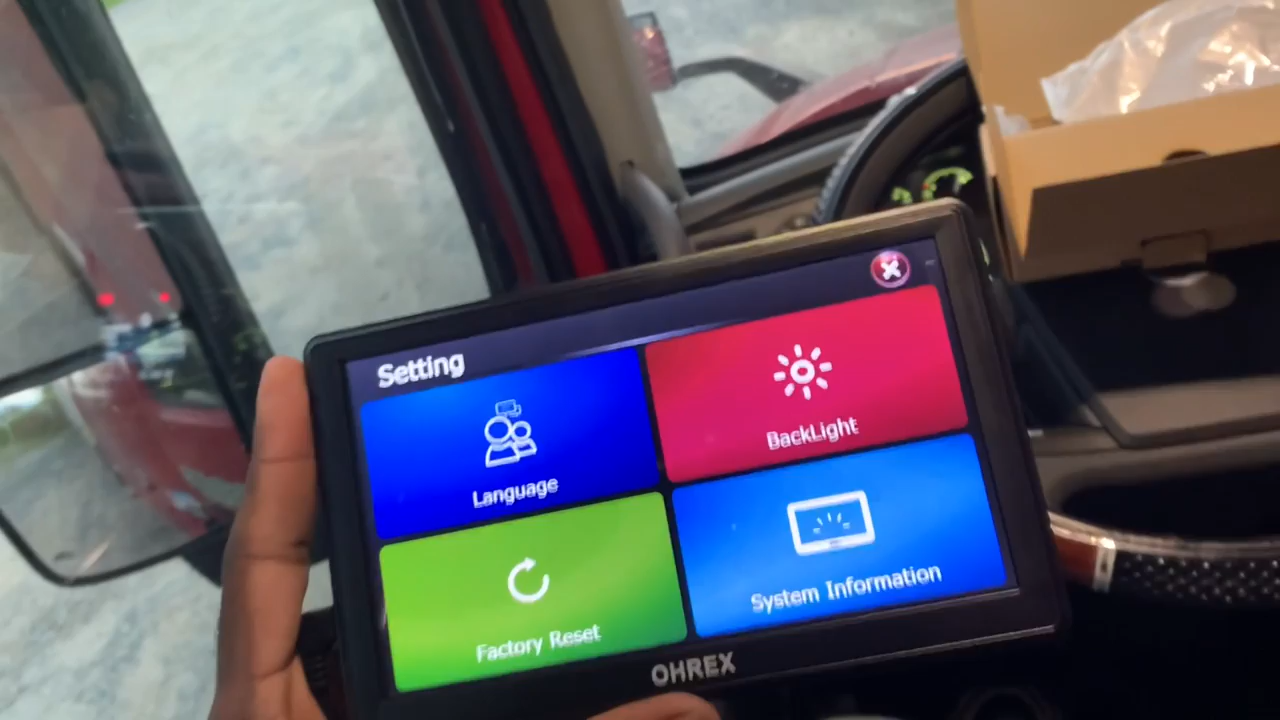 Setting
Language
BackLight
Factory Reset
System Information
OHREX